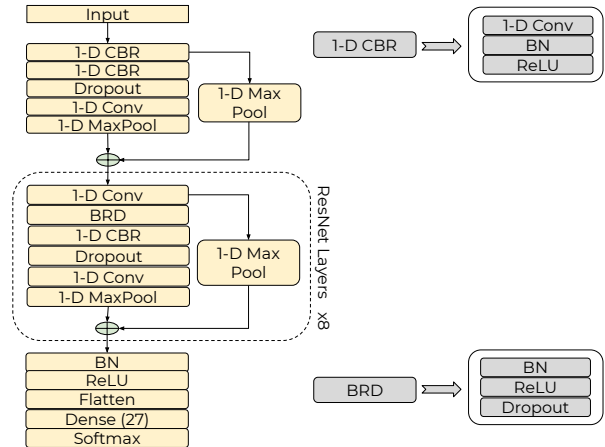 Input
1-D CBR
1-D CBR
Dropout
1-D Conv
1-D MaxPool
1-D Max
Pool
1-D Conv
BRD
1-D CBR
Dropout
1-D Conv
1-D MaxPool
1-D Max
Pool
ResNet Layers x8
BN
ReLU
Flatten
Dense (27)
Softmax
1-D CBR
1-D Conv
BN
ReLU
BRD
BN
ReLU
Dropout